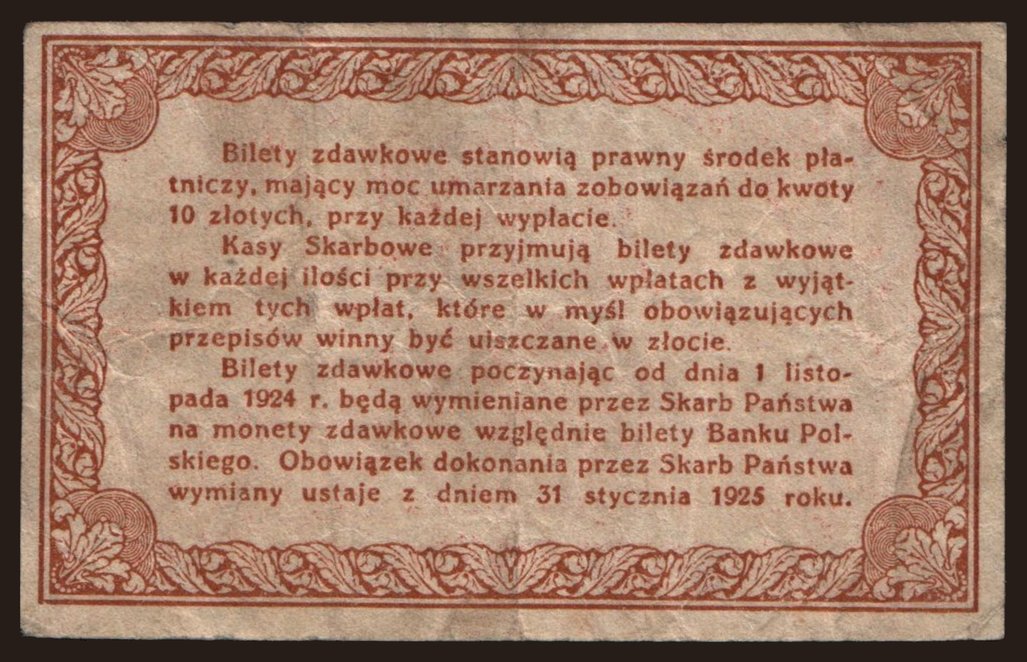 Bilety zdawkowe stanowią prawny środek pła-
tniczy, mający moc umarzania zobowiązań do kwoty
10 złotych, przy każdej wypłacie.
Kasy Skarbowe przyjmują bilety zdawkowe
w każdej ilości przy wszelkich wpłatach z wyjąt-
kiem tych wpłat, które w myśl obowiązujących
przepisów winny być uiszczane w złocie.
Bilety zdawkowe poczynając od dnia 1 listo-
pada 1924 r. będą wymieniane przez Skarb Państwa
na monety zdawkowe względnie bilety Banku Pol-
skiego. Obowiązek dokonania przez Skarb Państwa
wymiany ustaje z dniem 31 stycznia 1925 roku.